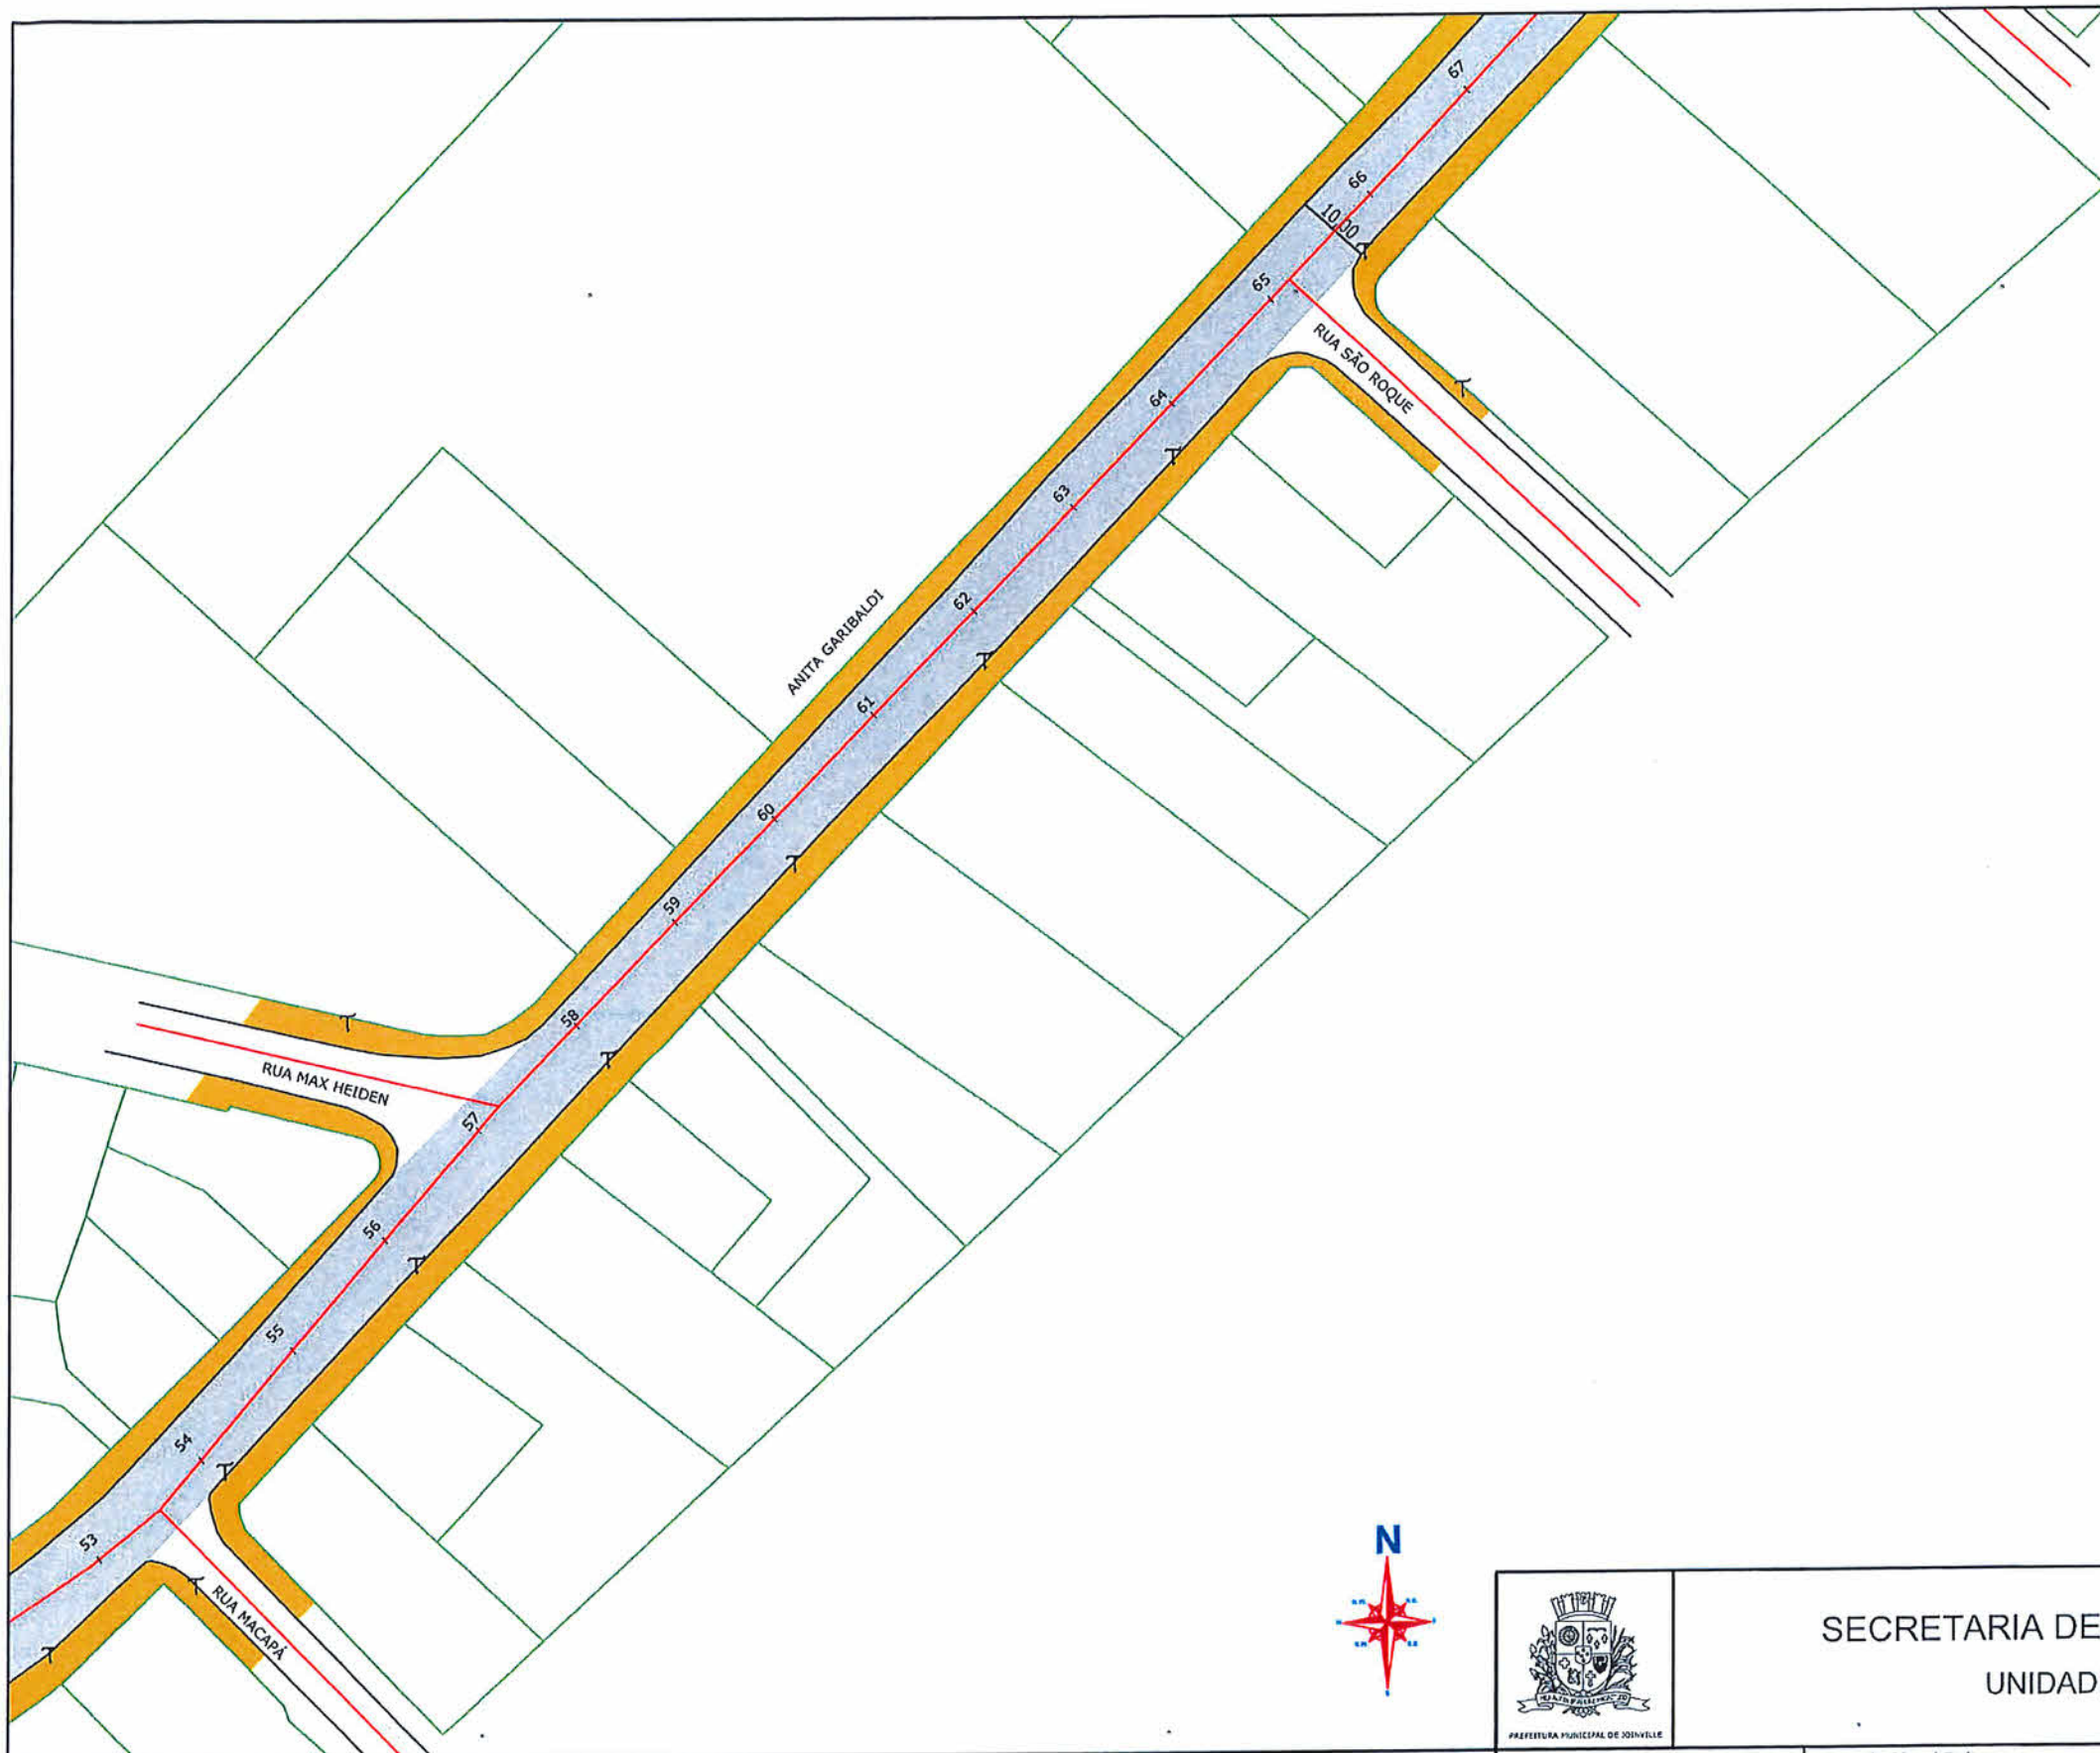 67
66
10.00
65
RUA SÃO ROQUE
64
63
62
ANITA GARIBALDI
61
60
59
58
RUA MAX HEIDEN
57
56
55
54
53
RUA MACAPÁ
N
SECRETARIA DE
UNIDAD
PREFEITURA MUNICIPAL DE JOINVILLE